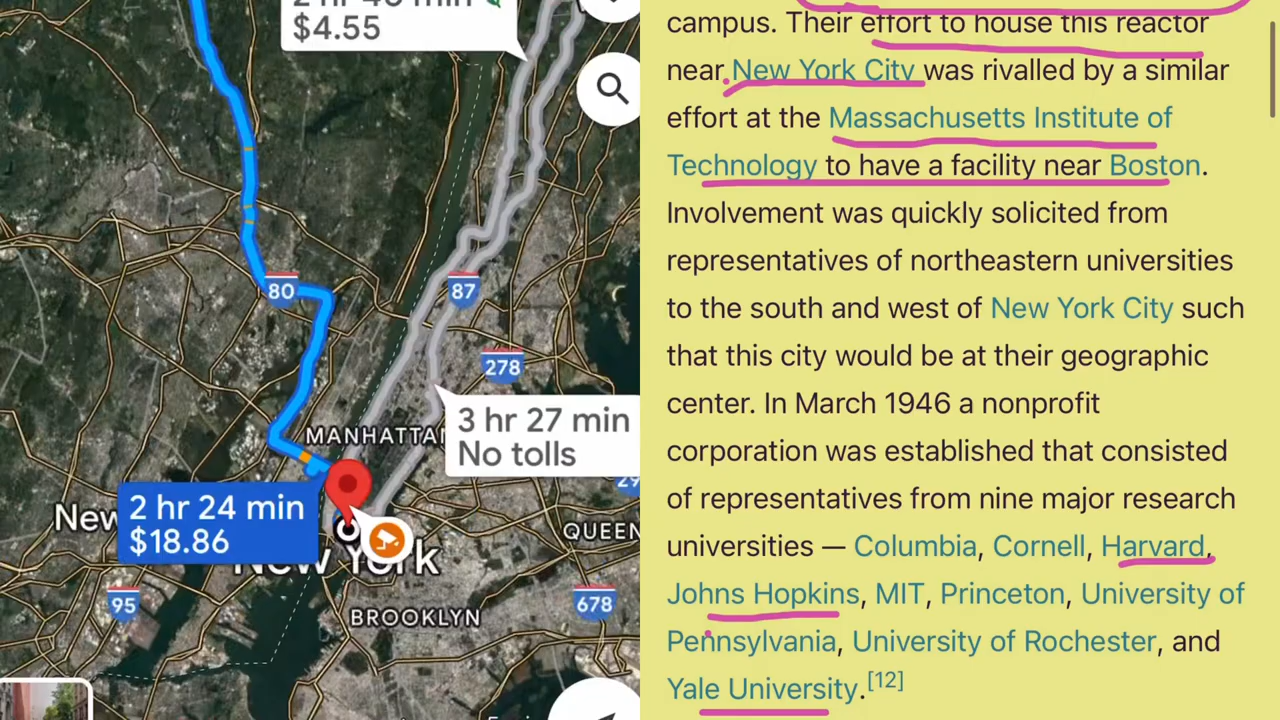 $4.55
80
87
278
3 hr 27 min
No tolls
MANHATTA
2 hr 24 min
$18.86
New
New York
QUEEN
95
678
BROOKLYN
campus. Their effort to house this reactor
near New York City was rivalled by a similar
effort at the Massachusetts Institute of
Technology to have a facility near Boston.
Involvement was quickly solicited from
representatives of northeastern universities
to the south and west of New York City such
that this city would be at their geographic
center. In March 1946 a nonprofit
corporation was established that consisted
of representatives from nine major research
universities — Columbia, Cornell, Harvard,
Johns Hopkins, MIT, Princeton, University of
Pennsylvania, University of Rochester, and
Yale University.[12]